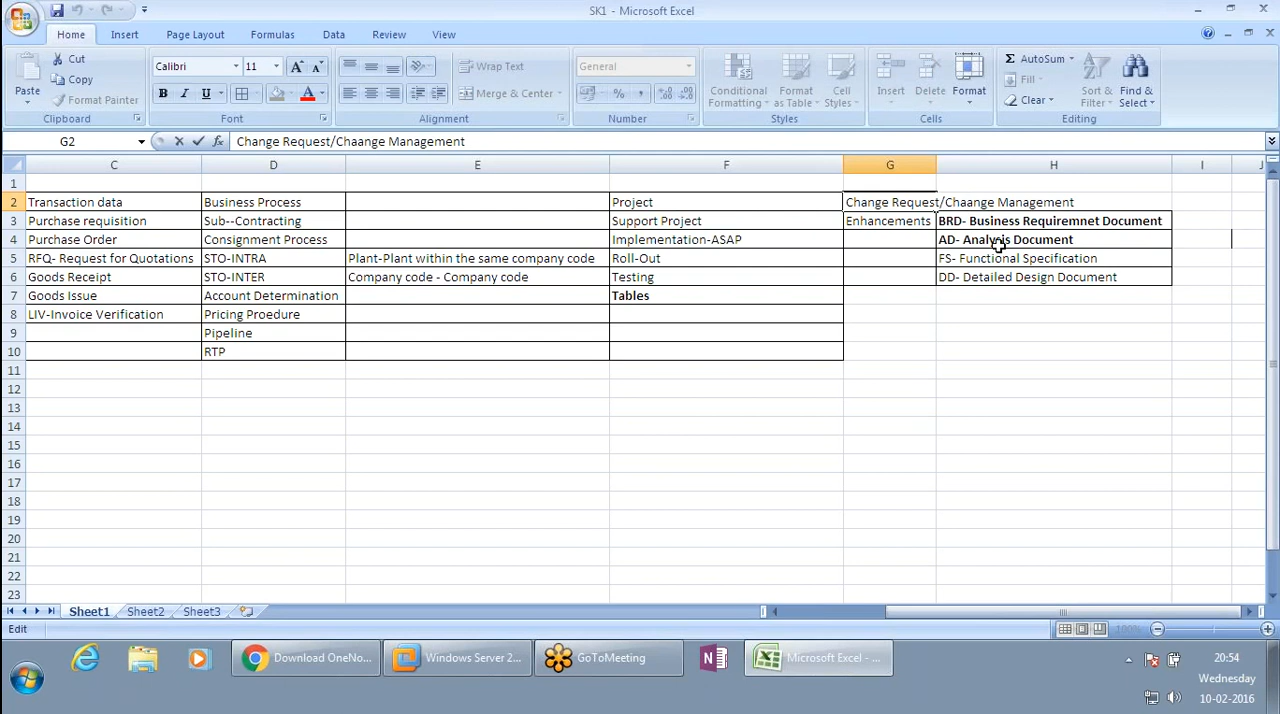 SK1 - Microsoft Excel
Home Insert Page Layout Formulas Data Review View
Paste Cut Copy Format Painter Clipboard
Calibri 11 A A B I U A Font
Wrap Text Merge & Center Alignment
General % , Number
Conditional Formatting Format as Table Cell Styles Styles
Insert Delete Format Cells
Σ AutoSum Fill Clear Sort & Filter Find & Select Editing
G2 fx Change Request/Chaange Management
C D E F G H I J
1
2 Transaction data Business Process Project Change Request/Chaange Management
3 Purchase requisition Sub--Contracting Support Project Enhancements BRD- Business Requiremnet Document
4 Purchase Order Consignment Process Implementation-ASAP AD- Analysis Document
5 RFQ- Request for Quotations STO-INTRA Plant-Plant within the same company code Roll-Out FS- Functional Specification
6 Goods Receipt STO-INTER Company code - Company code Testing DD- Detailed Design Document
7 Goods Issue Account Determination Tables
8 LIV-Invoice Verification Pricing Proedure
9 Pipeline
10 RTP
11
12
13
14
15
16
17
18
19
20
21
22
23
Sheet1 Sheet2 Sheet3
Edit 100%
Download OneNo... Windows Server 2... GoToMeeting Microsoft Excel - ... 20:54
Wednesday
10-02-2016